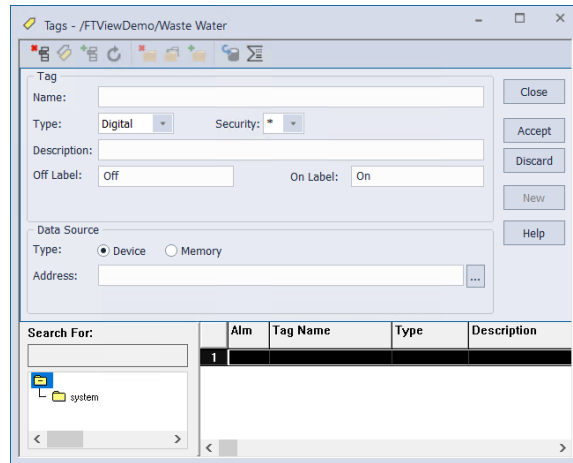 Tags - /FTViewDemo/Waste Water
Tag
Name:
Close
Type: Digital Security: *
Accept
Description:
Discard
Off Label: Off On Label: On
New
Data Source
Help
Type: Device Memory
Address: ...
Search For:
Alm Tag Name Type Description
1
system